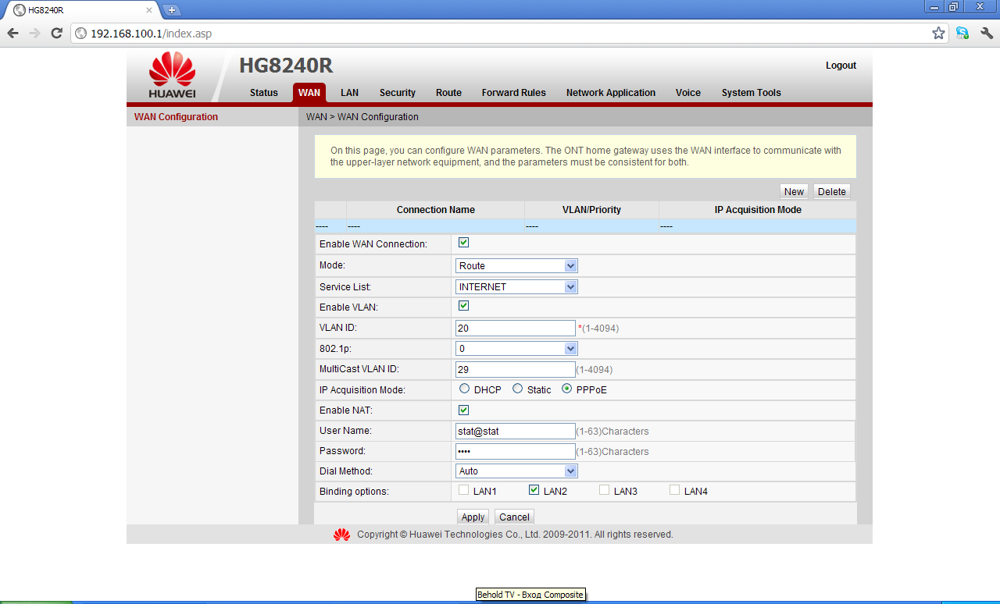 HG8240R
192.168.100.1/index.asp
HUAWEI
HG8240R
Logout
Status WAN LAN Security Route Forward Rules Network Application Voice System Tools
WAN Configuration
WAN > WAN Configuration
On this page, you can configure WAN parameters. The ONT home gateway uses the WAN interface to communicate with
the upper-layer network equipment, and the parameters must be consistent for both.
New Delete
Connection Name VLAN/Priority IP Acquisition Mode
---- ---- ---- ----
Enable WAN Connection:
Mode: Route
Service List: INTERNET
Enable VLAN:
VLAN ID: 20 *(1-4094)
802.1p: 0
MultiCast VLAN ID: 29 (1-4094)
IP Acquisition Mode: DHCP Static PPPoE
Enable NAT:
User Name: stat@stat (1-63)Characters
Password: •••• (1-63)Characters
Dial Method: Auto
Binding options: LAN1 LAN2 LAN3 LAN4
Apply Cancel
Copyright © Huawei Technologies Co., Ltd. 2009-2011. All rights reserved.
Behold TV - Вход Composite